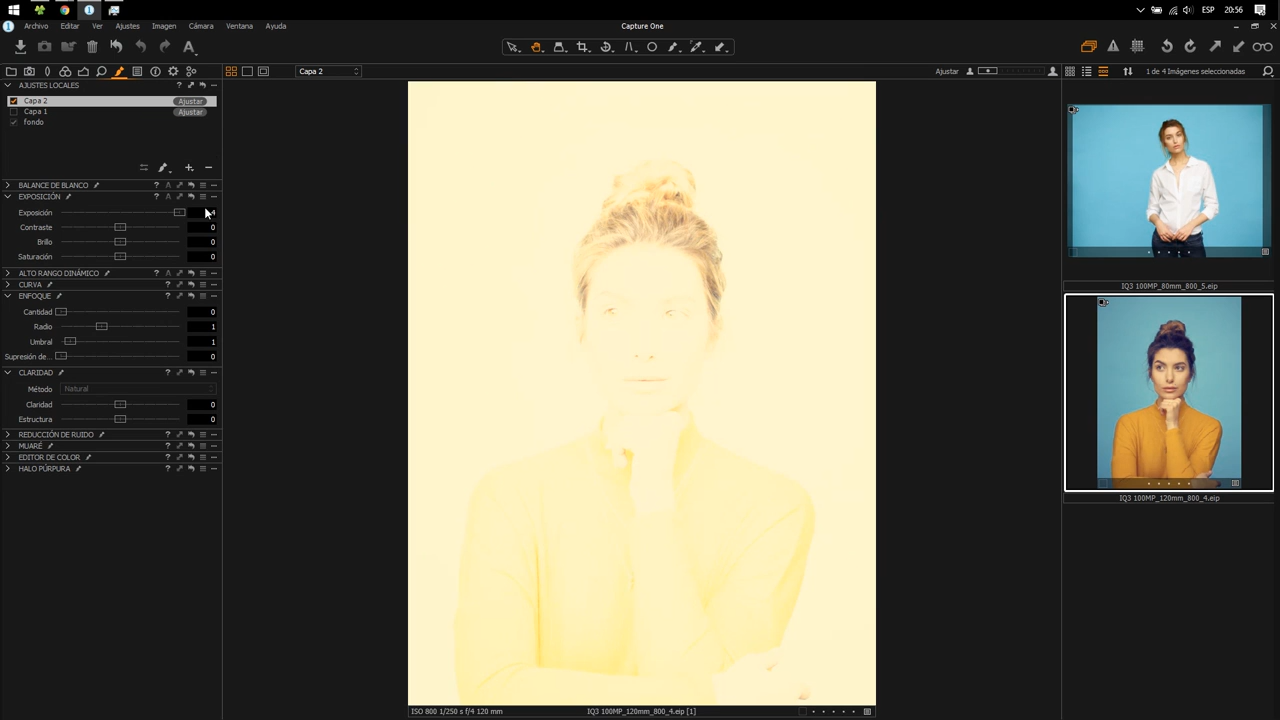 ESP 20:56
Archivo Editar Ver Ajustes Imagen Cámara Ventana Ayuda
Capture One
Capa 2
Ajustar
1 de 4 Imágenes seleccionadas
AJUSTES LOCALES
Capa 2 Ajustar
Capa 1 Ajustar
fondo
BALANCE DE BLANCO
EXPOSICIÓN
Exposición 4
Contraste 0
Brillo 0
Saturación 0
ALTO RANGO DINÁMICO
CURVA
ENFOQUE
Cantidad 0
Radio 1
Umbral 1
Supresión de... 0
CLARIDAD
Método Natural
Claridad 0
Estructura 0
REDUCCIÓN DE RUIDO
MUARÉ
EDITOR DE COLOR
HALO PÚRPURA
IQ3 100MP_80mm_800_5.eip
IQ3 100MP_120mm_800_4.eip
ISO 800 1/250 s f/4 120 mm
IQ3 100MP_120mm_800_4.eip [1]